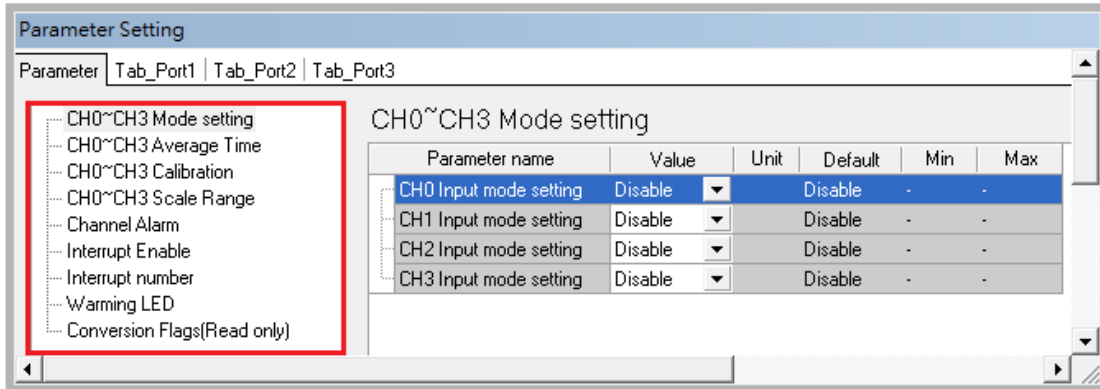 Parameter Setting
Parameter Tab_Port1 Tab_Port2 Tab_Port3
CH0~CH3 Mode setting
CH0~CH3 Average Time
CH0~CH3 Calibration
CH0~CH3 Scale Range
Channel Alarm
Interrupt Enable
Interrupt number
Warming LED
Conversion Flags(Read only)
CH0~CH3 Mode setting
Parameter name Value Unit Default Min Max
CH0 Input mode setting Disable Disable - -
CH1 Input mode setting Disable Disable - -
CH2 Input mode setting Disable Disable - -
CH3 Input mode setting Disable Disable - -